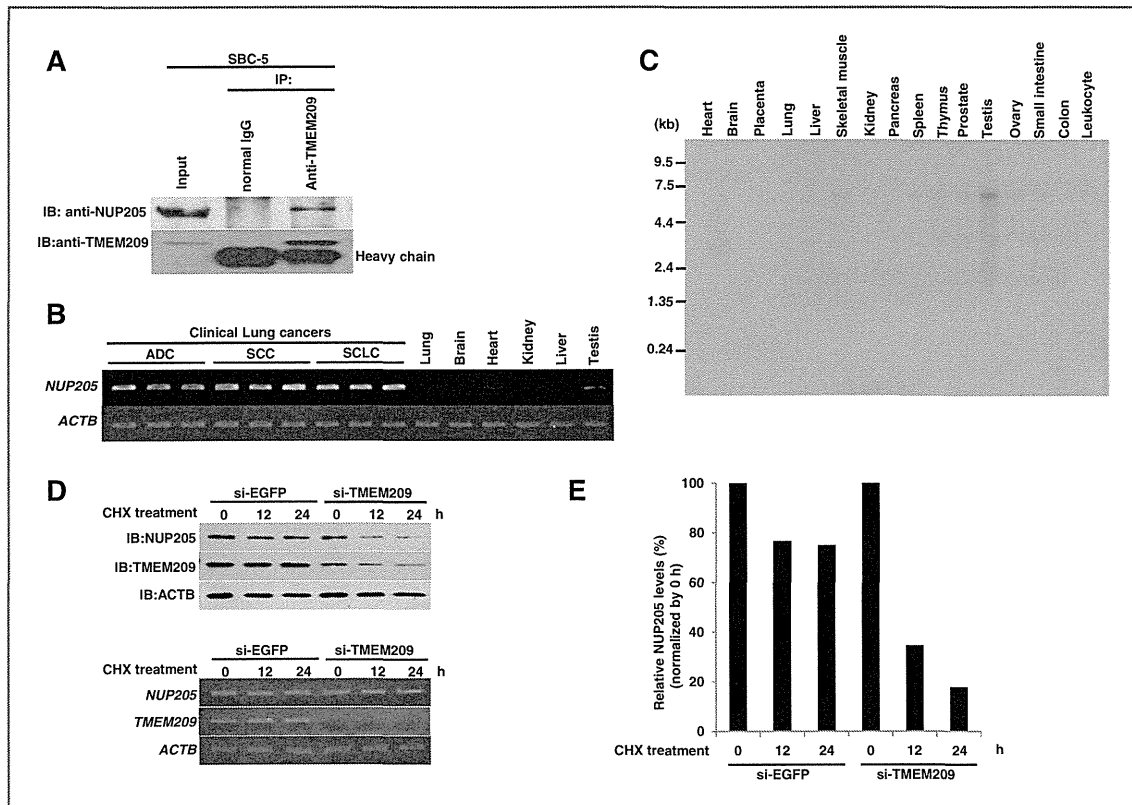 A
SBC-5
IP:
Input
normal IgG
Anti-TMEM209
IB: anti-NUP205
IB:anti-TMEM209
Heavy chain
B
Clinical Lung cancers
ADC SCC SCLC
Lung Brain Heart Kidney Liver Testis
NUP205
ACTB
C
(kb)
Heart Brain Placenta Lung Liver Skeletal muscle Kidney Pancreas Spleen Thymus Prostate Testis Ovary Small intestine Colon Leukocyte
9.5
7.5
4.4
2.4
1.35
0.24
D
si-EGFP si-TMEM209
CHX treatment 0 12 24 0 12 24 h
IB:NUP205
IB:TMEM209
IB:ACTB
si-EGFP si-TMEM209
CHX treatment 0 12 24 0 12 24 h
NUP205
TMEM209
ACTB
E
Relative NUP205 levels (%)
(normalized by 0 h)
100
80
60
40
20
0
CHX treatment 0 12 24 0 12 24 h
si-EGFP si-TMEM209